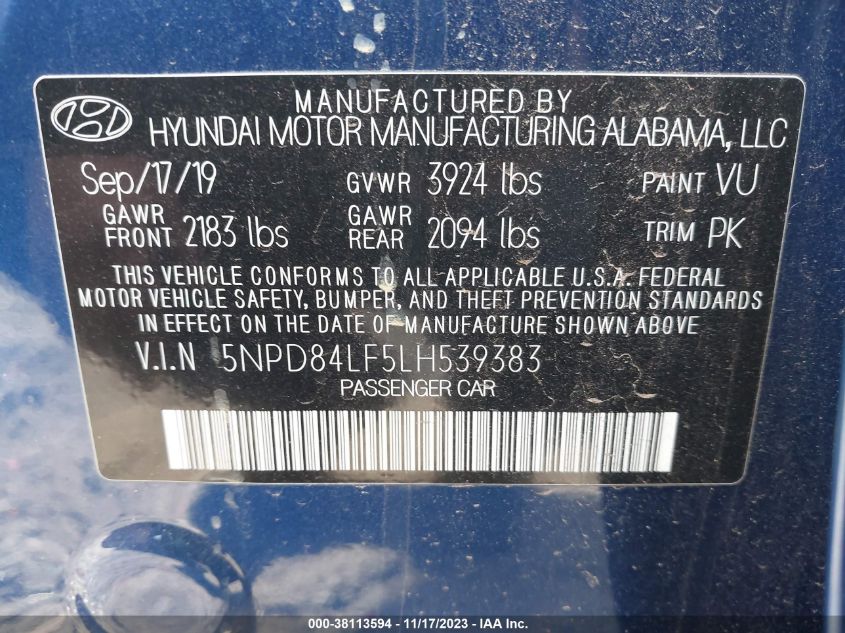 MANUFACTURED BY
HYUNDAI MOTOR MANUFACTURING ALABAMA, LLC
Sep/17/19 GVWR 3924 lbs PAINT VU
GAWR FRONT 2183 lbs GAWR REAR 2094 lbs TRIM PK
THIS VEHICLE CONFORMS TO ALL APPLICABLE U.S.A. FEDERAL
MOTOR VEHICLE SAFETY, BUMPER, AND THEFT PREVENTION STANDARDS
IN EFFECT ON THE DATE OF MANUFACTURE SHOWN ABOVE.
V.I.N 5NPD84LF5LH539383
PASSENGER CAR
000-38113594 - 11/17/2023 - IAA Inc.